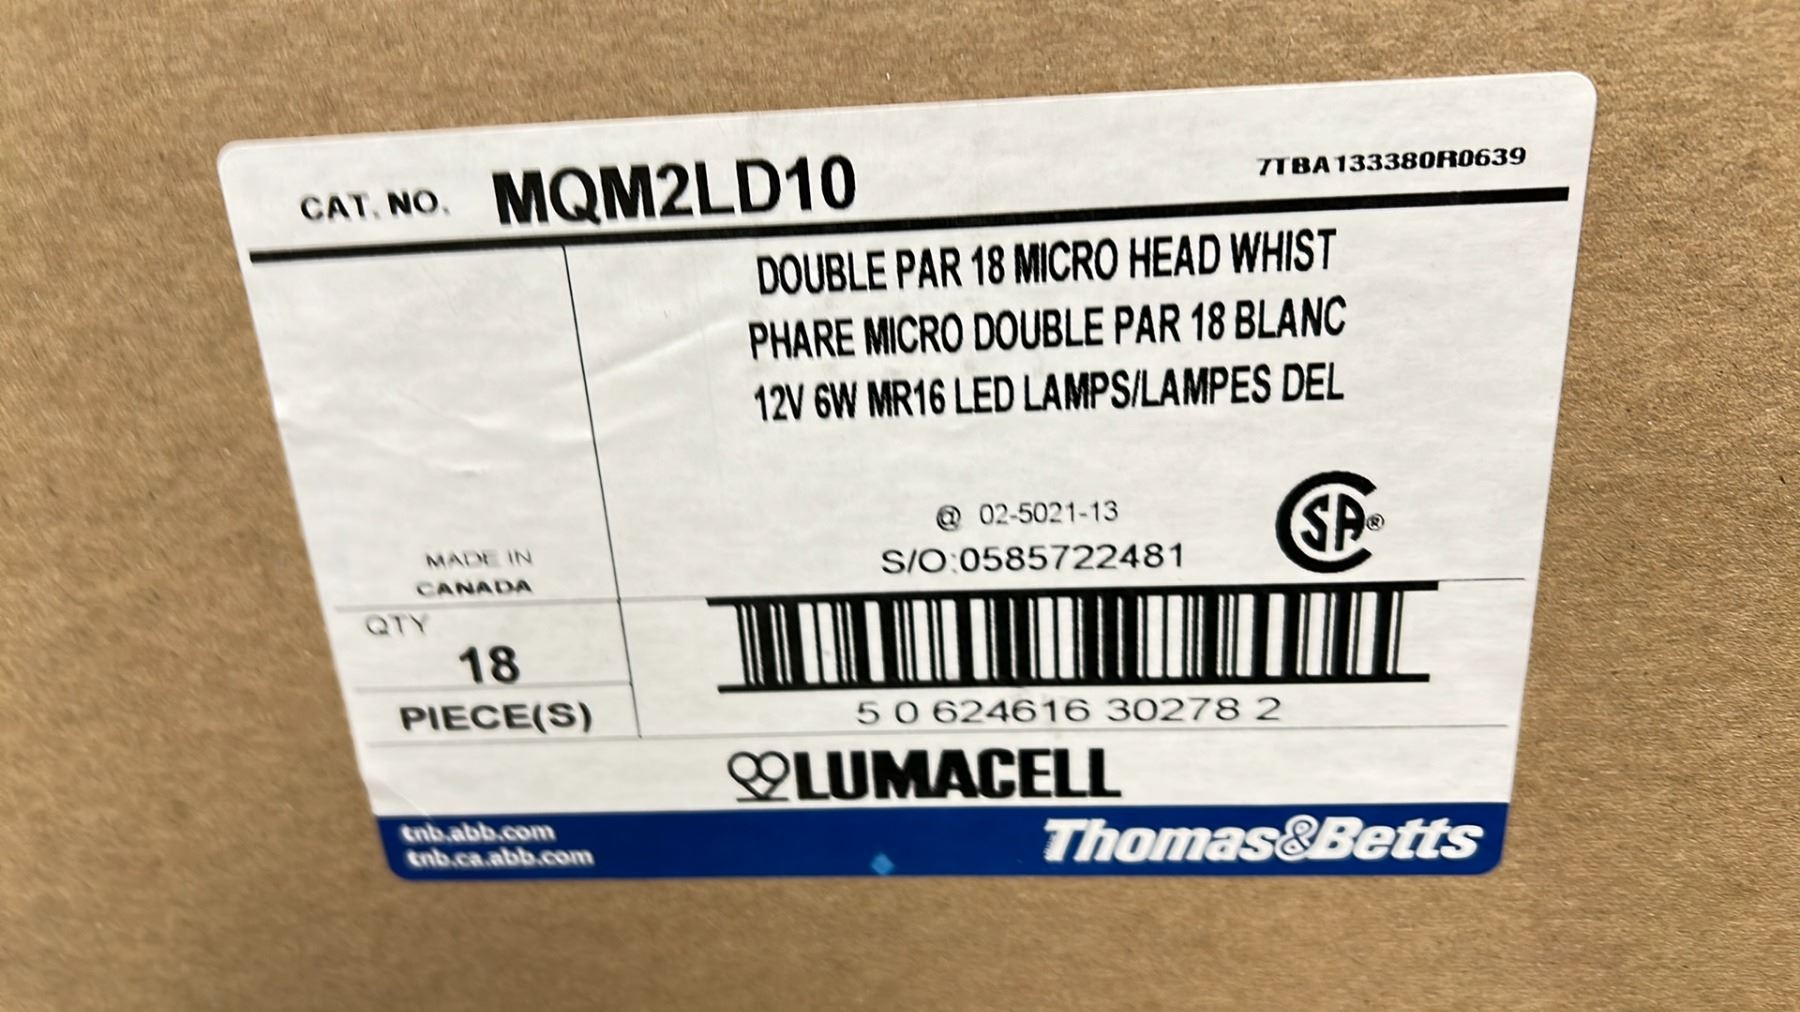 CAT. NO. MQM2LD10 7TBA133380R0639
DOUBLE PAR 18 MICRO HEAD WHIST
PHARE MICRO DOUBLE PAR 18 BLANC
12V 6W MR16 LED LAMPS/LAMPES DEL
@ 02-5021-13
S/O:0585722481
CSA®
MADE IN
CANADA
QTY
18
PIECE(S)
5 0 624616 30278 2
LUMACELL
tnb.abb.com
tnb.ca.abb.com
Thomas&Betts